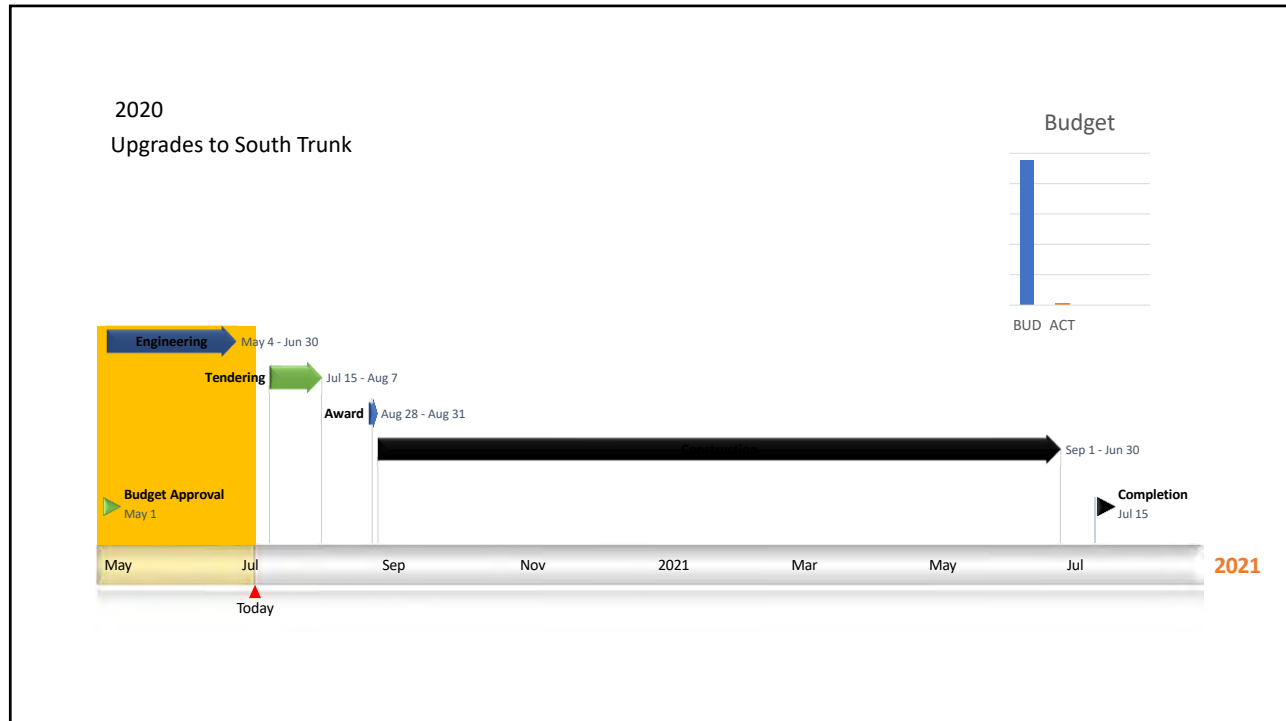 2020
Upgrades to South Trunk
Budget
BUD ACT
Engineering May 4 - Jun 30
Tendering Jul 15 - Aug 7
Award Aug 28 - Aug 31
Construction Sep 1 - Jun 30
Budget Approval
May 1
Completion
Jul 15
May Jul Sep Nov 2021 Mar May Jul 2021
Today